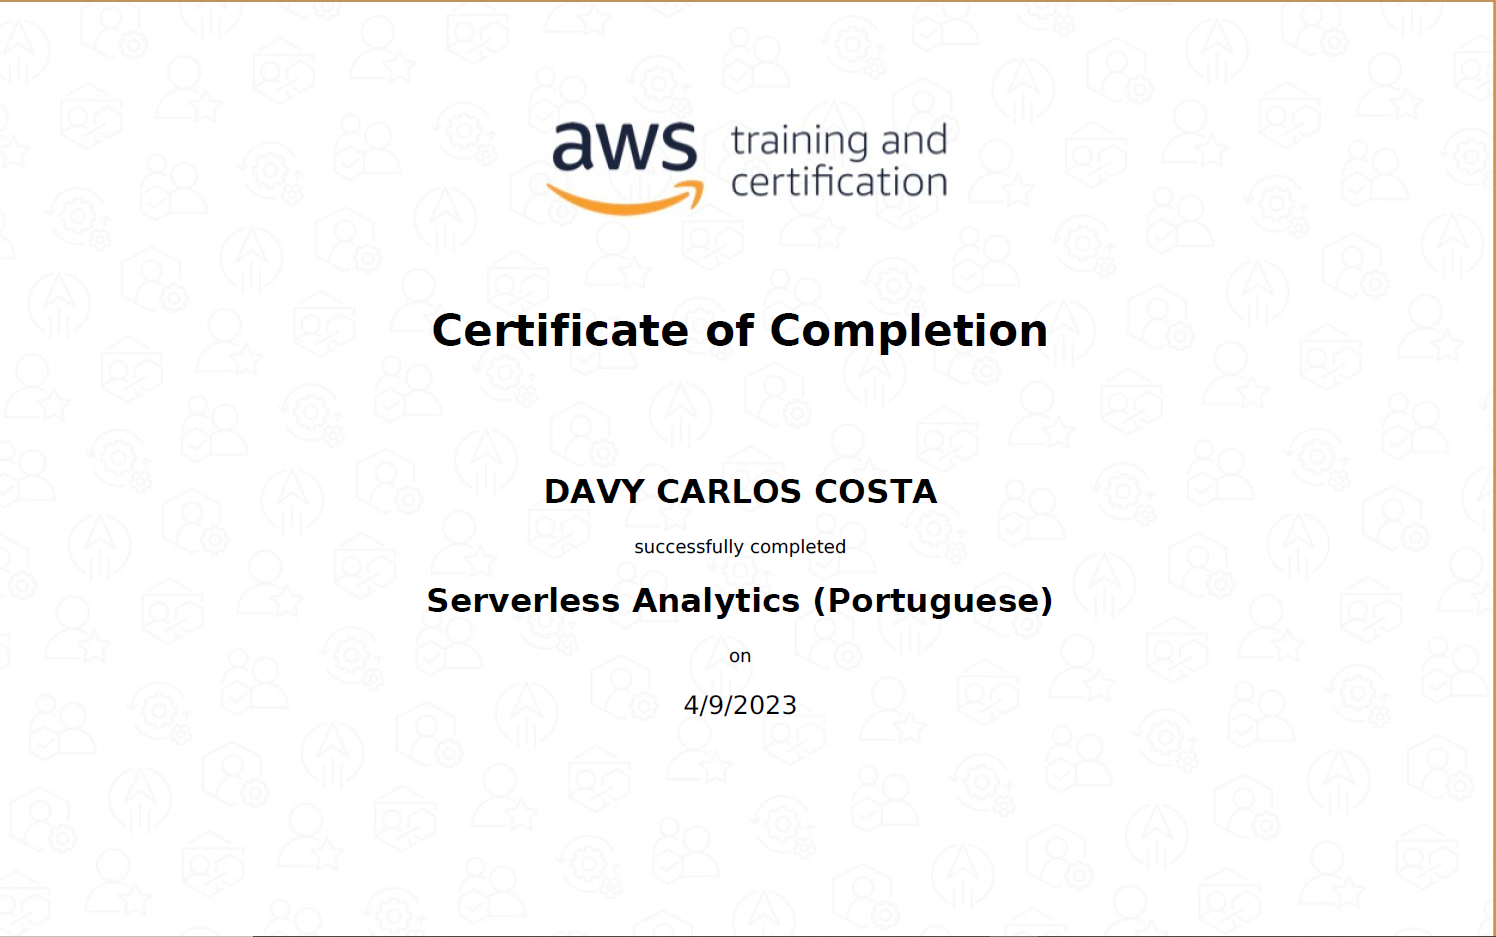 aws training and
certification
Certificate of Completion
DAVY CARLOS COSTA
successfully completed
Serverless Analytics (Portuguese)
on
4/9/2023